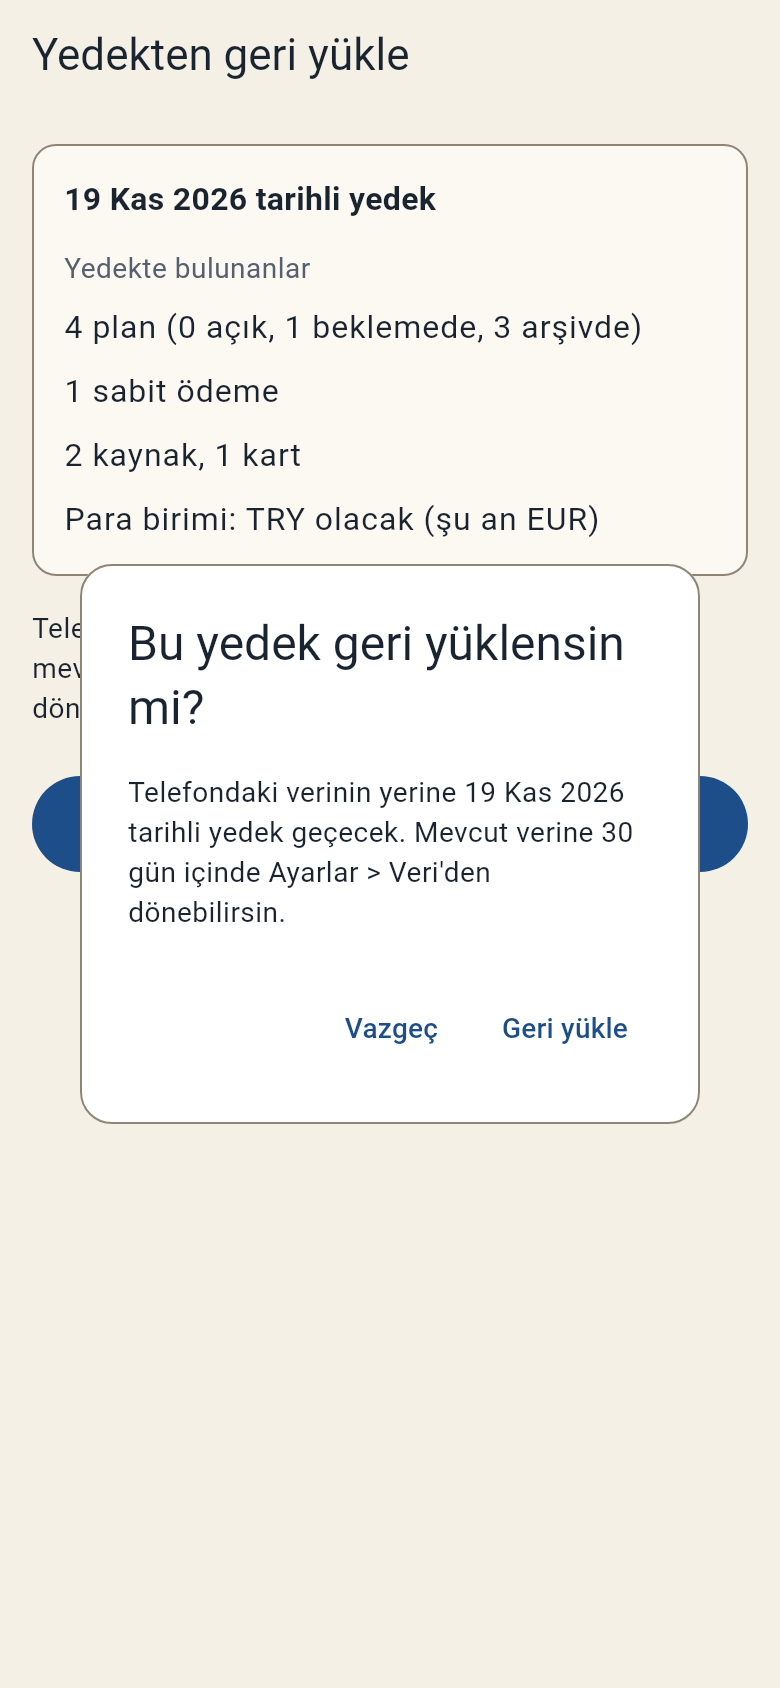 Yedekten geri yükle
19 Kas 2026 tarihli yedek
Yedekte bulunanlar
4 plan (0 açık, 1 beklemede, 3 arşivde)
1 sabit ödeme
2 kaynak, 1 kart
Para birimi: TRY olacak (şu an EUR)
Bu yedek geri yüklensin
mi?
Telefondaki verinin yerine 19 Kas 2026
tarihli yedek geçecek. Mevcut verine 30
gün içinde Ayarlar > Veri'den
dönebilirsin.
Vazgeç
Geri yükle